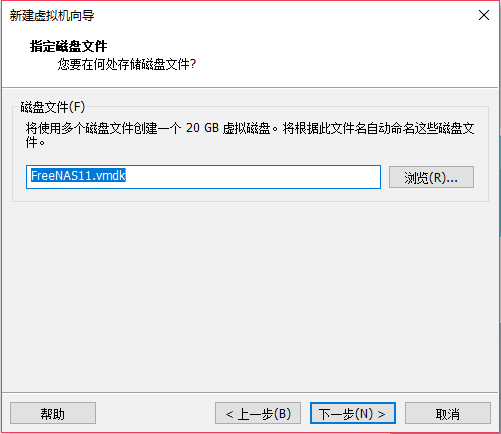 新建虚拟机向导
指定磁盘文件
您要在何处存储磁盘文件?
磁盘文件(F)
将使用多个磁盘文件创建一个 20 GB 虚拟磁盘。将根据此文件名自动命名这些磁盘文
件。
FreeNAS11.vmdk
浏览(R)...
帮助
< 上一步(B)
下一步(N) >
取消